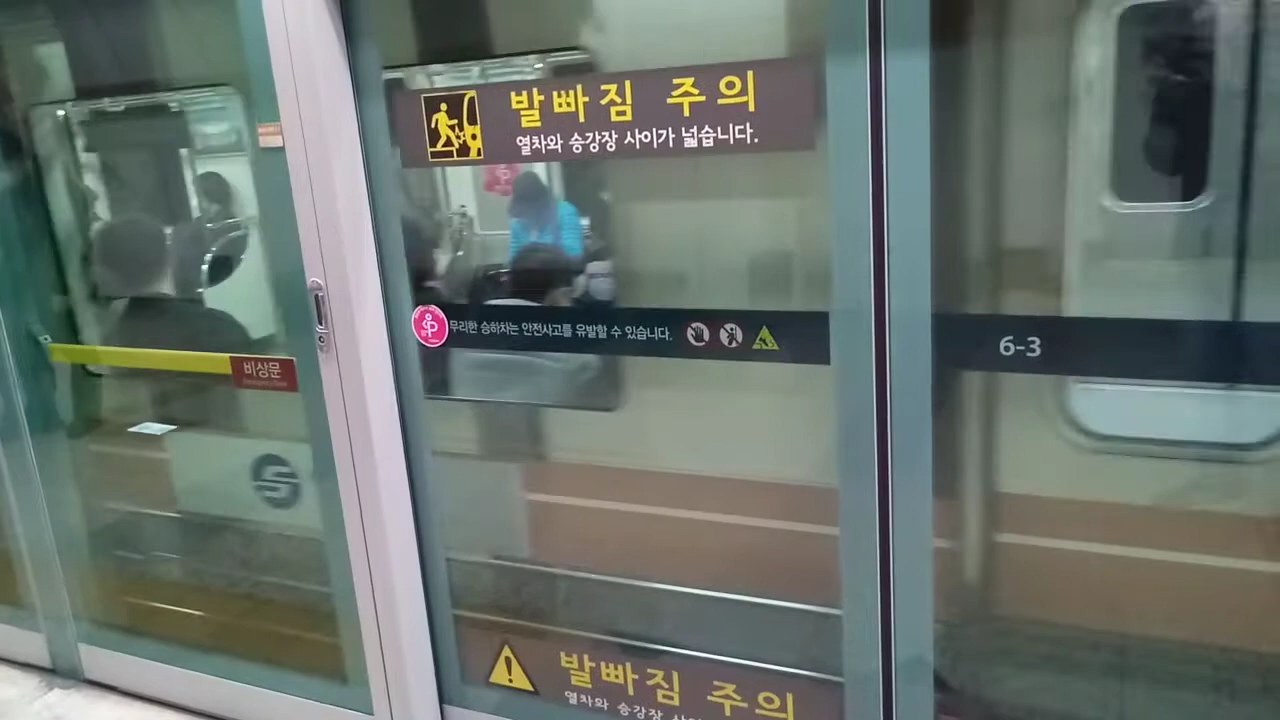 발빠짐 주의
열차와 승강장 사이가 넓습니다.
무리한 승하차는 안전사고를 유발할 수 있습니다.
6-3
비상문
발빠짐 주의
열차와 승강장